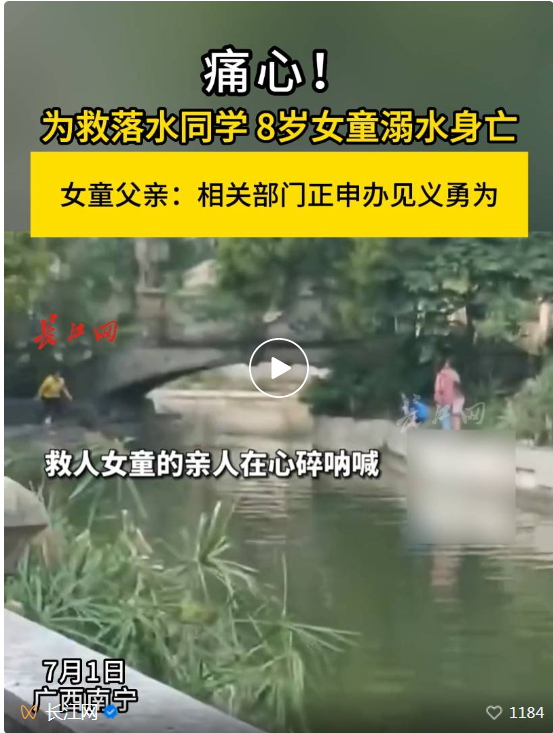 痛心！
为救落水同学 8岁女童溺水身亡
女童父亲：相关部门正申办见义勇为
长江网
长江网
救人女童的亲人在心碎呐喊
7月1日
广西南宁
长江网
1184